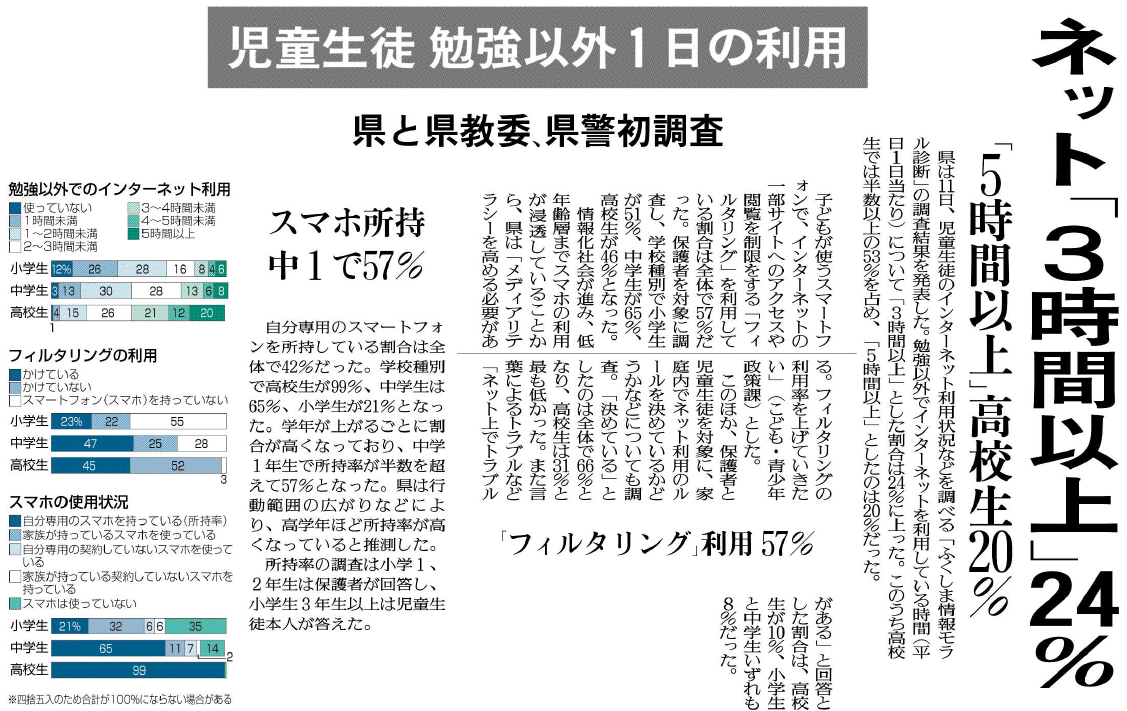 児童生徒 勉強以外1日の利用
ネット「3時間以上」24%
「5時間以上」高校生20%
県と県教委、県警初調査
県は11日、児童生徒のインターネット利用状況などを調べる「ふくしま情報モラ
ル診断」の調査結果を発表した。勉強以外でインターネットを利用している時間(平
日1日当たり)について「3時間以上」とした割合は24%に上った。このうち高校
生では半数以上の53%を占め、「5時間以上」としたのは20%だった。
子どもが使うスマートフ
ォンで、インターネットの
一部サイトへのアクセスや
閲覧を制限をする「フィ
ルタリング」を利用して
いる割合は全体で57%だ
った。保護者を対象に調
査し、学校種別で小学生
が51%、中学生が65%、
高校生が46%となった。
情報化社会が進み、低
年齢層までスマホの利用
が浸透していることか
ら、県は「メディアリテ
ラシーを高める必要があ
る。フィルタリングの
利用率を上げていきた
い」(こども・青少年
政策課)とした。
このほか、保護者と
児童生徒を対象に、家
庭内でネット利用のル
ールを決めているかど
うかなどについても調
査。「決めている」と
したのは全体で66%と
なり、高校生は31%と
最も低かった。また言
葉によるトラブルなど
「ネット上でトラブル
がある」と回答と
した割合は、高校
生が10%、小学生
と中学生いずれも
8%だった。
「フィルタリング」利用 57%
スマホ所持
中1で57%
自分専用のスマートフォ
ンを所持している割合は全
体で42%だった。学校種別
で高校生が99%、中学生は
65%、小学生が21%となっ
た。学年が上がるごとに割
合が高くなっており、中学
1年生で所持率が半数を超
えて57%となった。県は行
動範囲の広がりなどによ
り、高学年ほど所持率が高
くなっていると推測した。
所持率の調査は小学1、
2年生は保護者が回答し、
小学生3年生以上は児童生
徒本人が答えた。
勉強以外でのインターネット利用
使っていない
1時間未満
1～2時間未満
2～3時間未満
3～4時間未満
4～5時間未満
5時間以上
小学生 12% 26 28 16 8 4 6
中学生 3 13 30 28 13 6 8
高校生 4 15 26 21 12 20
1
フィルタリングの利用
かけている
かけていない
スマートフォン(スマホ)を持っていない
小学生 23% 22 55
中学生 47 25 28
高校生 45 52
3
スマホの使用状況
自分専用のスマホを持っている(所持率)
家族が持っているスマホを使っている
自分専用の契約していないスマホを使って
いる
家族が持っている契約していないスマホを
持っている
スマホは使っていない
小学生 21% 32 6 6 35
中学生 65 11 7 14
2
高校生 99
※四捨五入のため合計が100%にならない場合がある